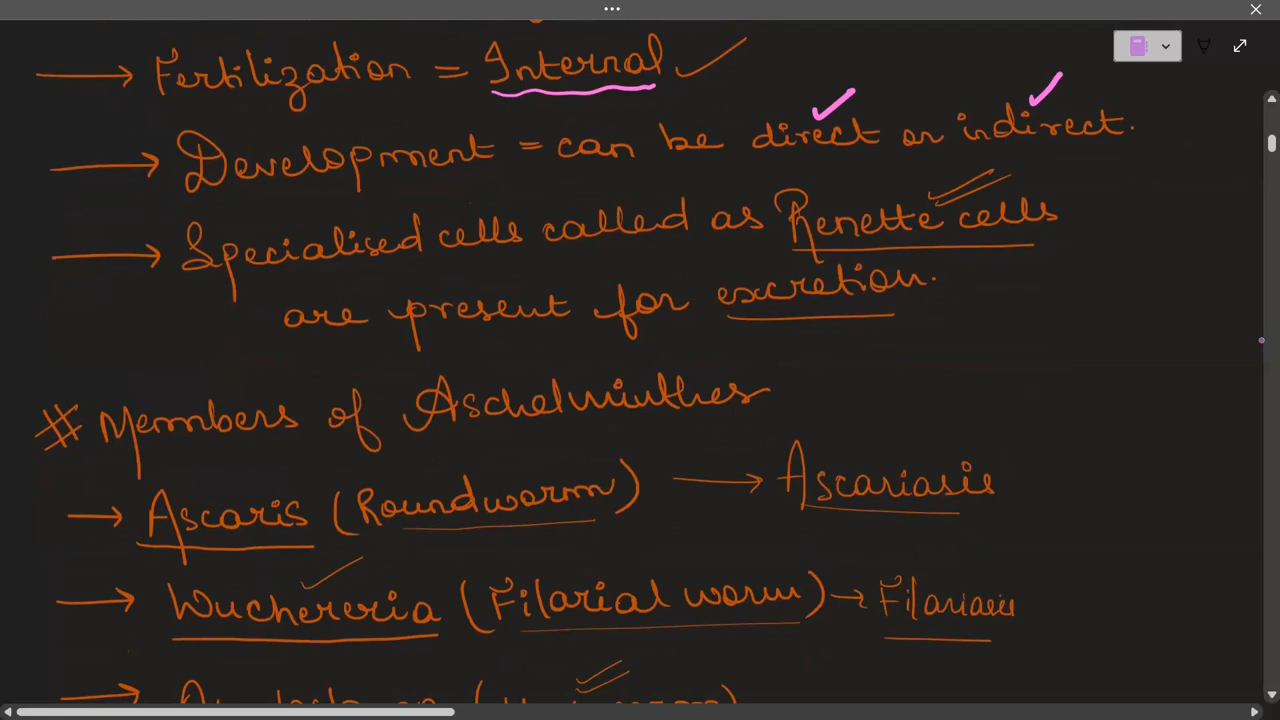 → Fertilization = Internal ✓
→ Development = can be direct or indirect.
→ Specialised cells called as Renette cells
are present for excretion.
# Members of Aschelminthes
→ Ascaris (Roundworm) → Ascariasis
→ Wuchereria (Filarial worm) → Filariasis